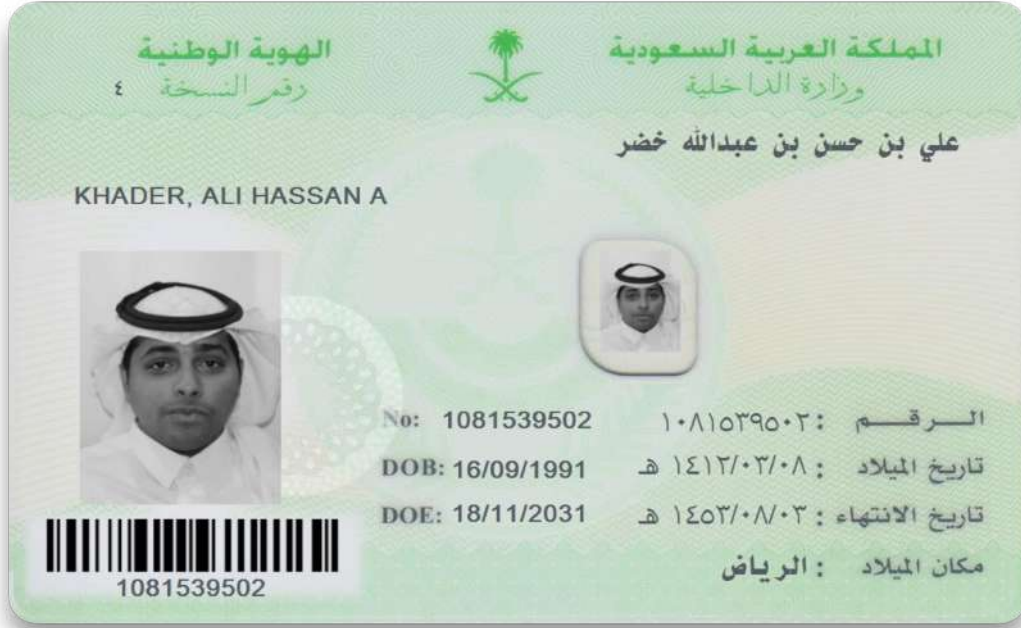 المملكة العربية السعودية
وزارة الداخلية
الهوية الوطنية
رقم النسخة ٤
علي بن حسن بن عبدالله خضر
KHADER, ALI HASSAN A
الـــرقـــم : ١٠٨١٥٣٩٥٠٢ No: 1081539502
تاريخ الميلاد : ١٤١٢/٠٣/٠٨ هـ DOB: 16/09/1991
تاريخ الانتهاء : ١٤٥٣/٠٨/٠٣ هـ DOE: 18/11/2031
مكان الميلاد : الرياض
1081539502